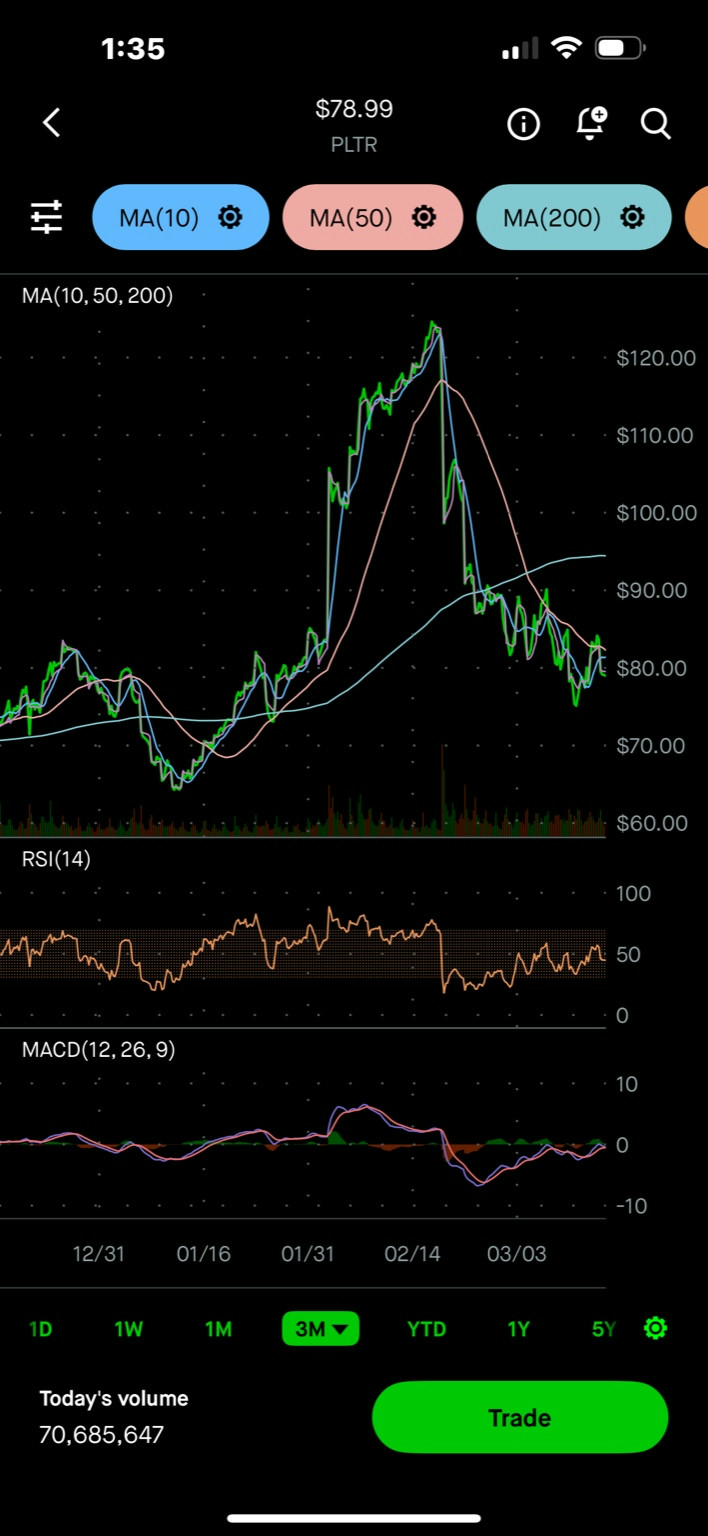 1:35
$78.99
PLTR
MA(10)
MA(50)
MA(200)
MA(10,50,200)
$120.00
$110.00
$100.00
$90.00
$80.00
$70.00
$60.00
RSI(14)
100
50
0
MACD(12,26,9)
10
0
-10
12/31
01/16
01/31
02/14
03/03
1D
1W
1M
3M
YTD
1Y
5Y
Today's volume
70,685,647
Trade